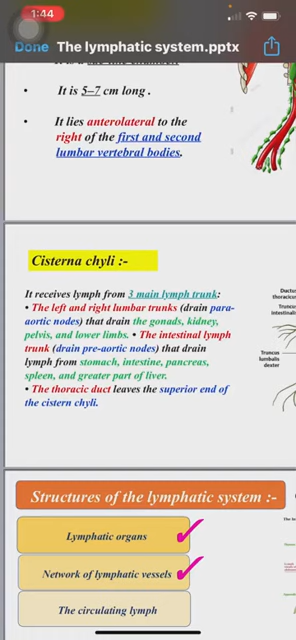 1:44
Done The lymphatic system.pptx
• It is 5–7 cm long .
• It lies anterolateral to the
right of the first and second
lumbar vertebral bodies.
Cisterna chyli :-
It receives lymph from 3 main lymph trunk:
• The left and right lumbar trunks (drain para-
aortic nodes) that drain the gonads, kidney,
pelvis, and lower limbs. • The intestinal lymph
trunk (drain pre-aortic nodes) that drain
lymph from stomach, intestine, pancreas,
spleen, and greater part of liver.
• The thoracic duct leaves the superior end of
the cistern chyli.
Truncus
lumbalis
dexter
Structures of the lymphatic system :-
Lymphatic organs
Network of lymphatic vessels
The circulating lymph